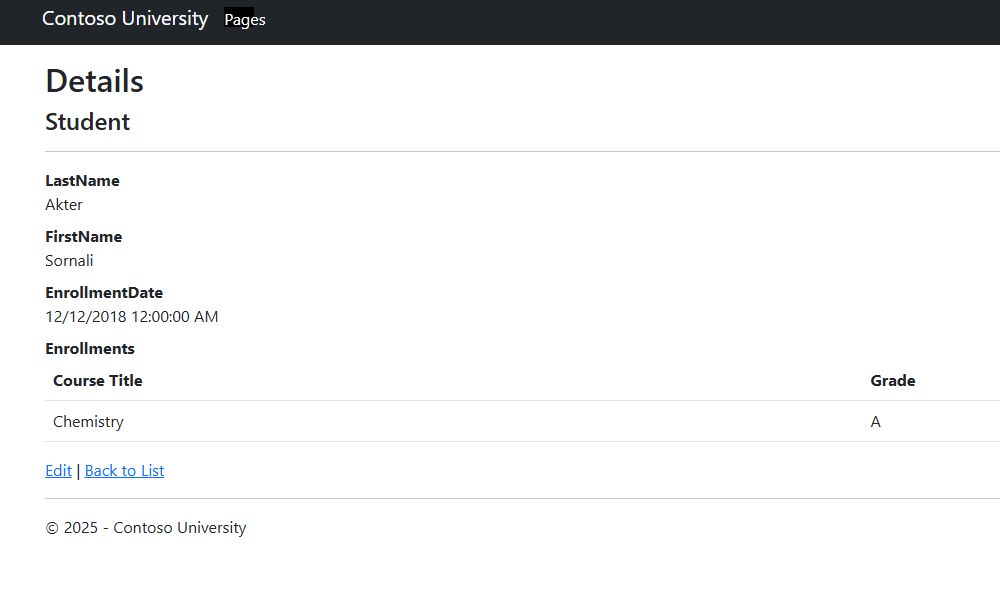 Contoso University Pages
Details
Student
LastName
Akter
FirstName
Sornali
EnrollmentDate
12/12/2018 12:00:00 AM
Enrollments
Course Title Grade
Chemistry A
Edit | Back to List
© 2025 - Contoso University